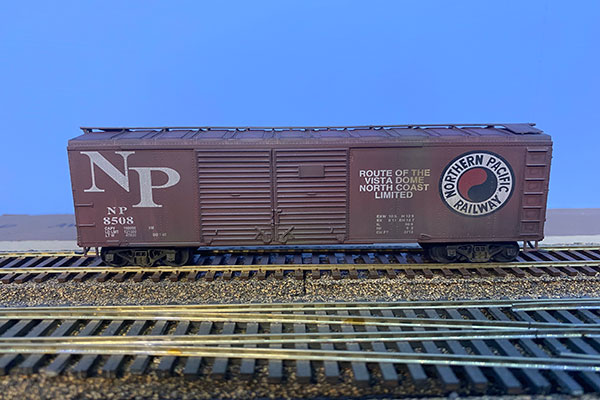 NP
NP
8508
ROUTE OF THE
VISTA DOME
NORTH COAST
LIMITED
NORTHERN PACIFIC
RAILWAY